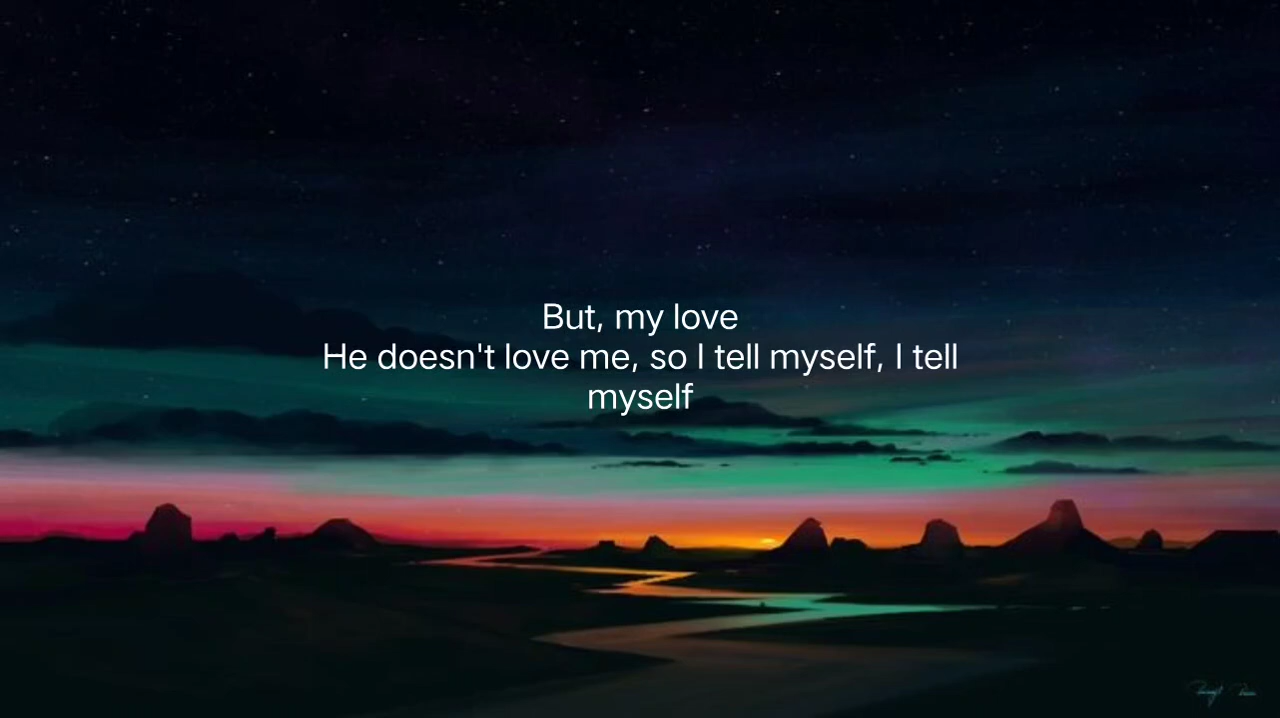 But, my love
He doesn't love me, so I tell myself, I tell
myself